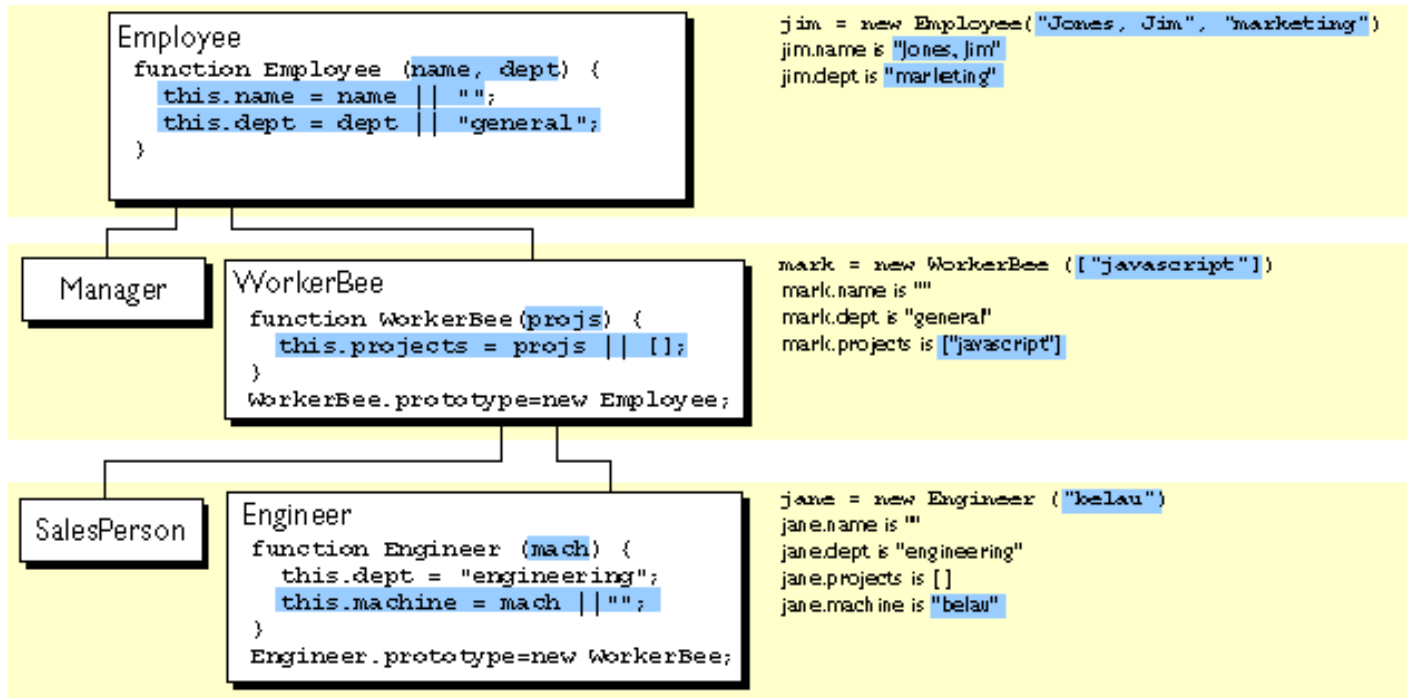 Employee
function Employee (name, dept) {
this.name = name || "";
this.dept = dept || "general";
}
jim = new Employee("Jones, Jim", "marketing")
jim.name is "Jones, Jim"
jim.dept is "marketing"
Manager
WorkerBee
function WorkerBee(projs) {
this.projects = projs || [];
}
WorkerBee.prototype=new Employee;
mark = new WorkerBee (["javascript"])
mark.name is ""
mark.dept is "general"
mark.projects is ["javascript"]
SalesPerson
Engineer
function Engineer (mach) {
this.dept = "engineering";
this.machine = mach ||"";
}
Engineer.prototype=new WorkerBee;
jane = new Engineer ("belau")
jane.name is ""
jane.dept is "engineering"
jane.projects is []
jane.machine is "belau"